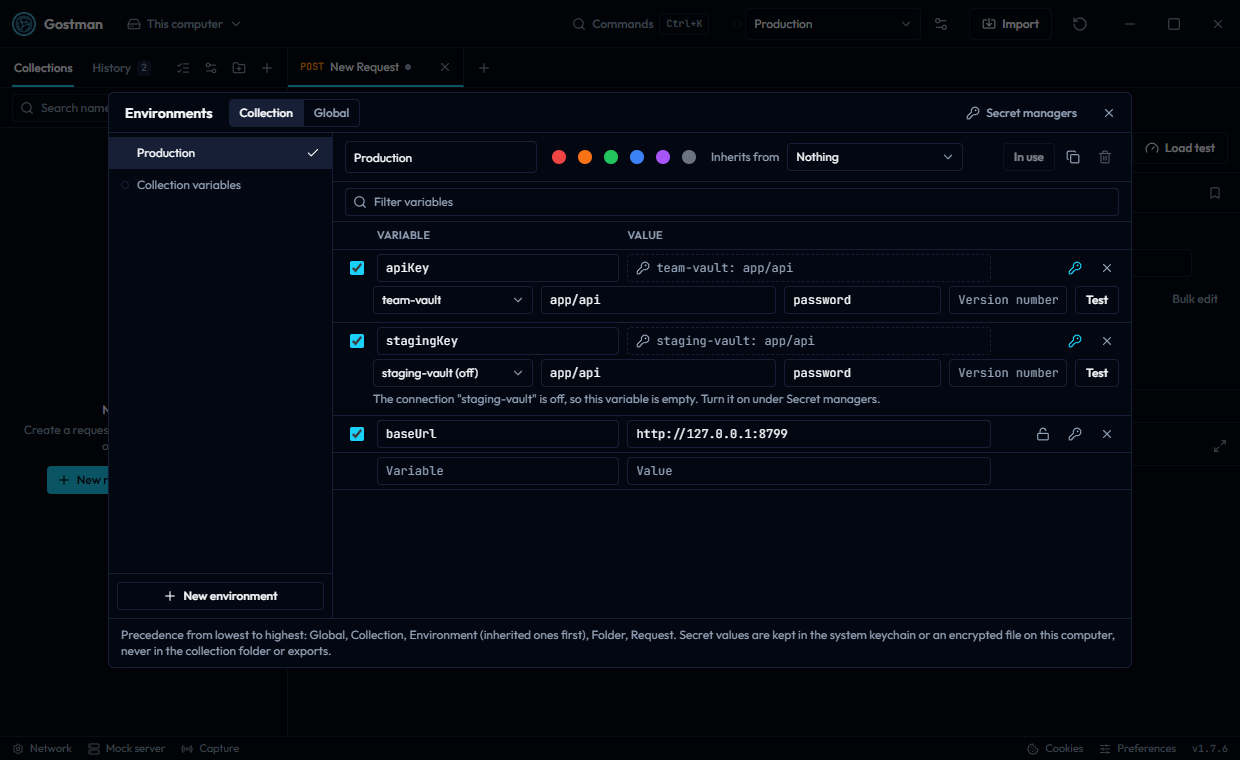 Gostman
This computer
Commands
Ctrl+K
Production
Import
Collections
History 2
POST New Request
Search name
Environments
Collection
Global
Secret managers
Production
Collection variables
Production
Inherits from
Nothing
In use
Load test
Filter variables
VARIABLE
VALUE
apiKey
team-vault: app/api
team-vault
app/api
password
Version number
Test
Bulk edit
stagingKey
staging-vault: app/api
staging-vault (off)
app/api
password
Version number
Test
The connection "staging-vault" is off, so this variable is empty. Turn it on under Secret managers.
baseUrl
http://127.0.0.1:8799
Variable
Value
N
Create a reques
o
New r
New environment
Precedence from lowest to highest: Global, Collection, Environment (inherited ones first), Folder, Request. Secret values are kept in the system keychain or an encrypted file on this computer,
never in the collection folder or exports.
Network
Mock server
Capture
Cookies
Preferences
v1.7.6